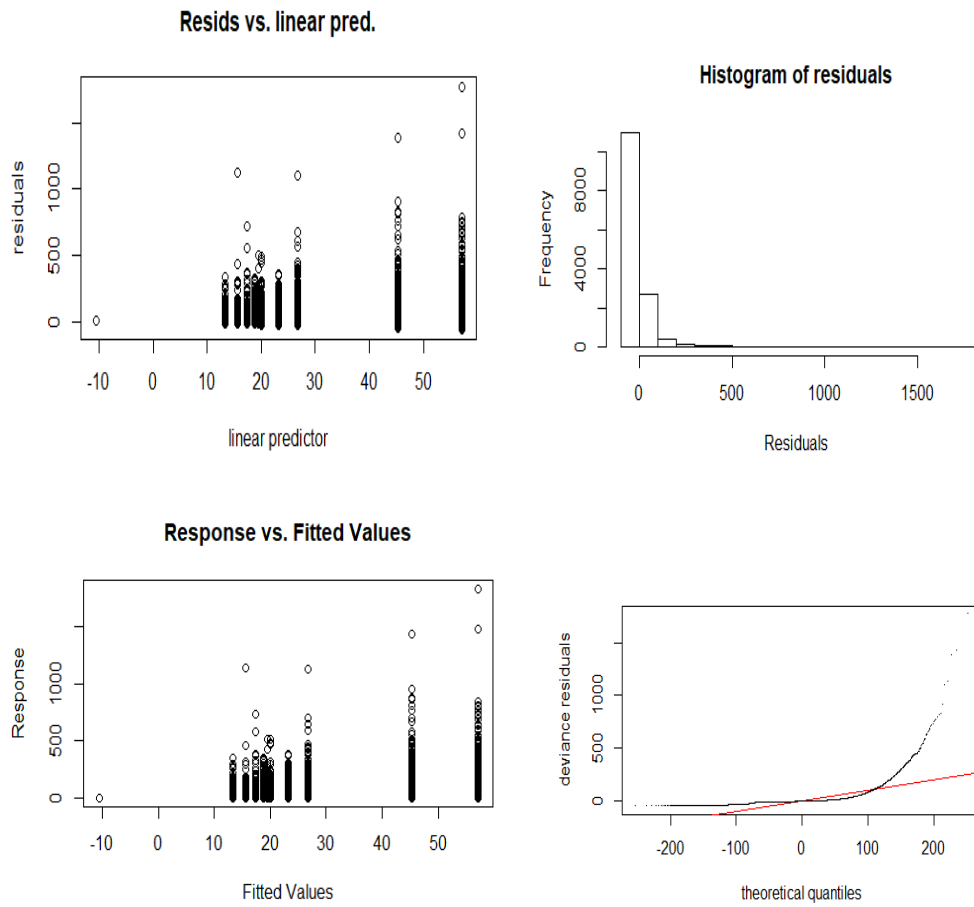 Resids vs. linear pred.
residuals
0 500 1000
-10 0 10 20 30 40 50
linear predictor
Histogram of residuals
Frequency
0 4000 8000
0 500 1000 1500
Residuals
Response vs. Fitted Values
Response
0 500 1000
-10 0 10 20 30 40 50
Fitted Values
deviance residuals
0 500 1000
-200 -100 0 100 200
theoretical quantiles